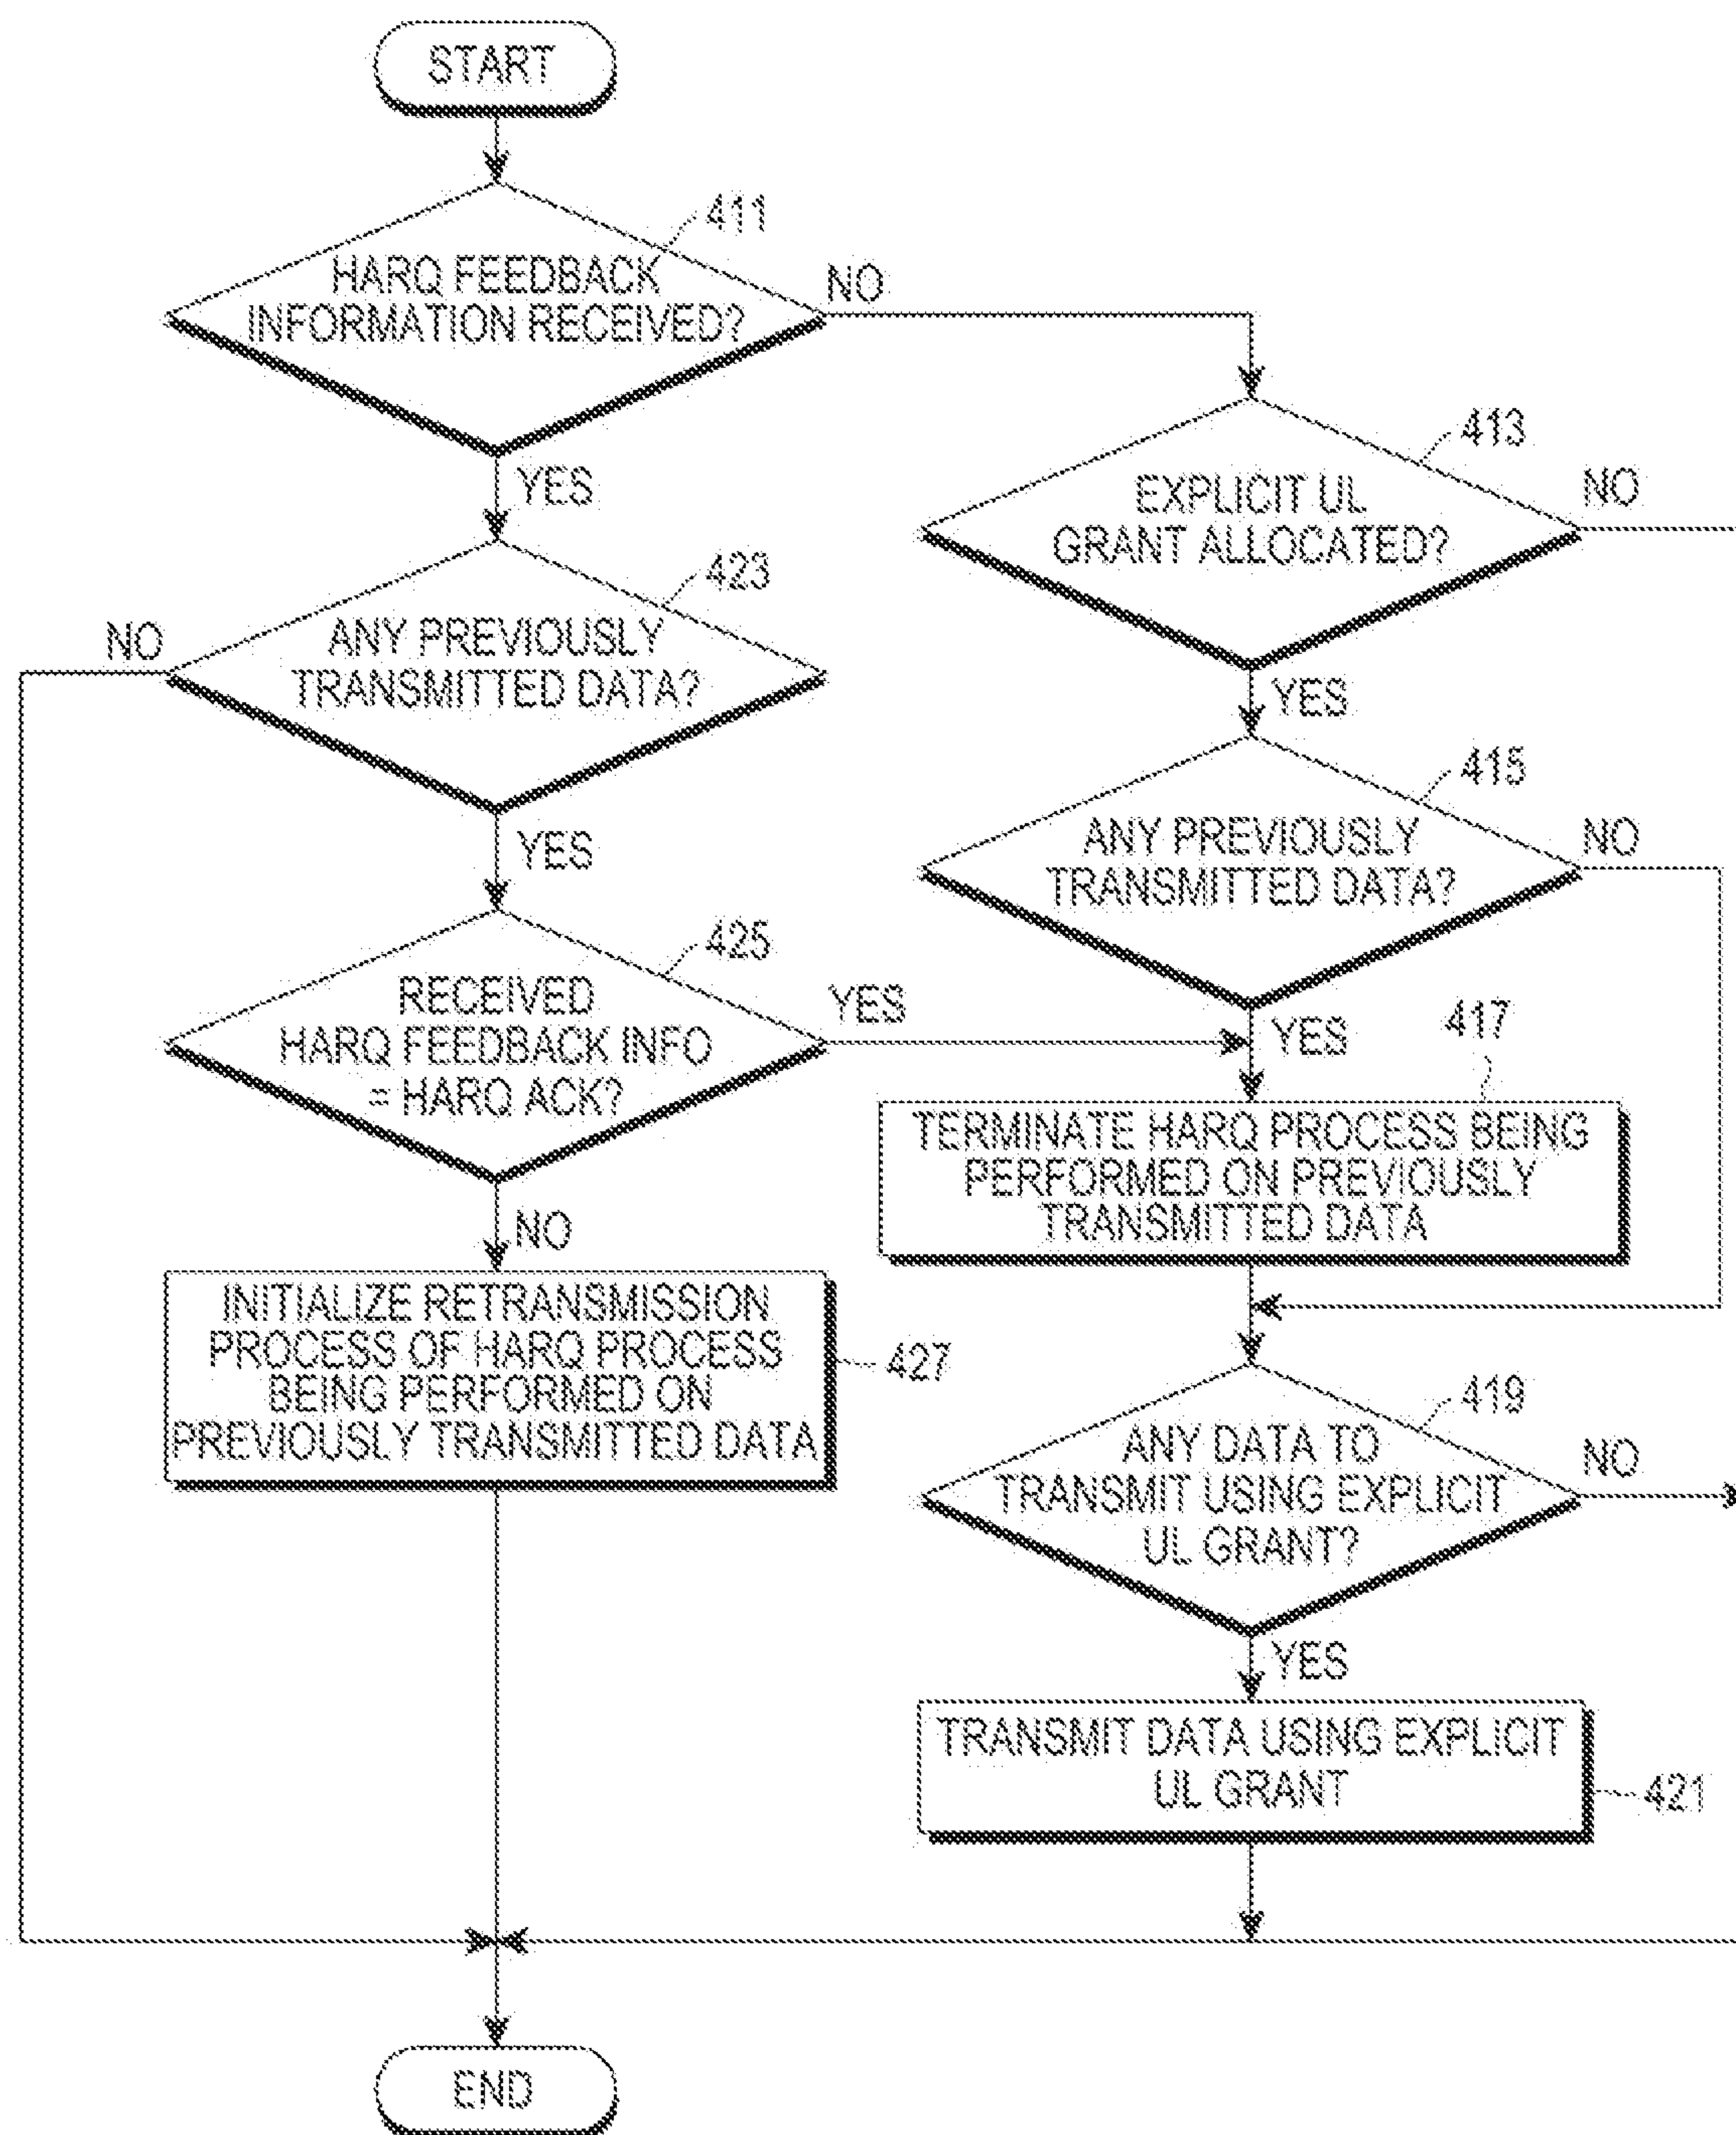 START
411
HARQ FEEDBACK
INFORMATION RECEIVED?
NO
YES
413
EXPLICIT UL
GRANT ALLOCATED?
NO
YES
423
ANY PREVIOUSLY
TRANSMITTED DATA?
NO
YES
415
ANY PREVIOUSLY
TRANSMITTED DATA?
NO
YES
425
RECEIVED
HARQ FEEDBACK INFO
= HARQ ACK?
YES
NO
417
TERMINATE HARQ PROCESS BEING
PERFORMED ON PREVIOUSLY
TRANSMITTED DATA
INITIALIZE RETRANSMISSION
PROCESS OF HARQ PROCESS
BEING PERFORMED ON
PREVIOUSLY TRANSMITTED DATA
427
419
ANY DATA TO
TRANSMIT USING EXPLICIT
UL GRANT?
NO
YES
TRANSMIT DATA USING EXPLICIT
UL GRANT
421
END